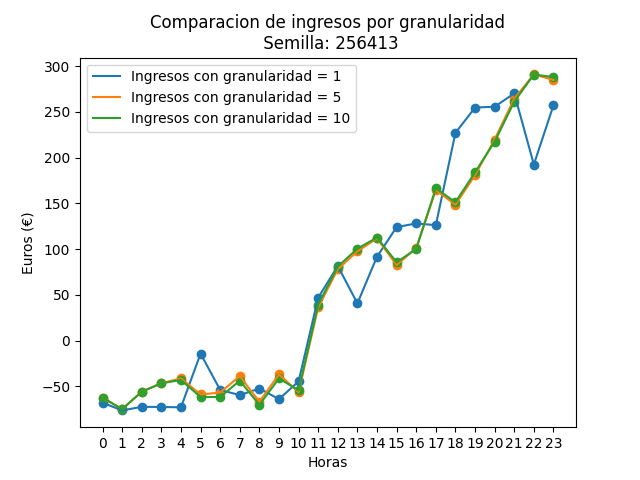 Comparacion de ingresos por granularidad
Semilla: 256413
Ingresos con granularidad = 1
Ingresos con granularidad = 5
Ingresos con granularidad = 10
Euros (€)
300
250
200
150
100
50
0
−50
0 1 2 3 4 5 6 7 8 9 10 11 12 13 14 15 16 17 18 19 20 21 22 23
Horas